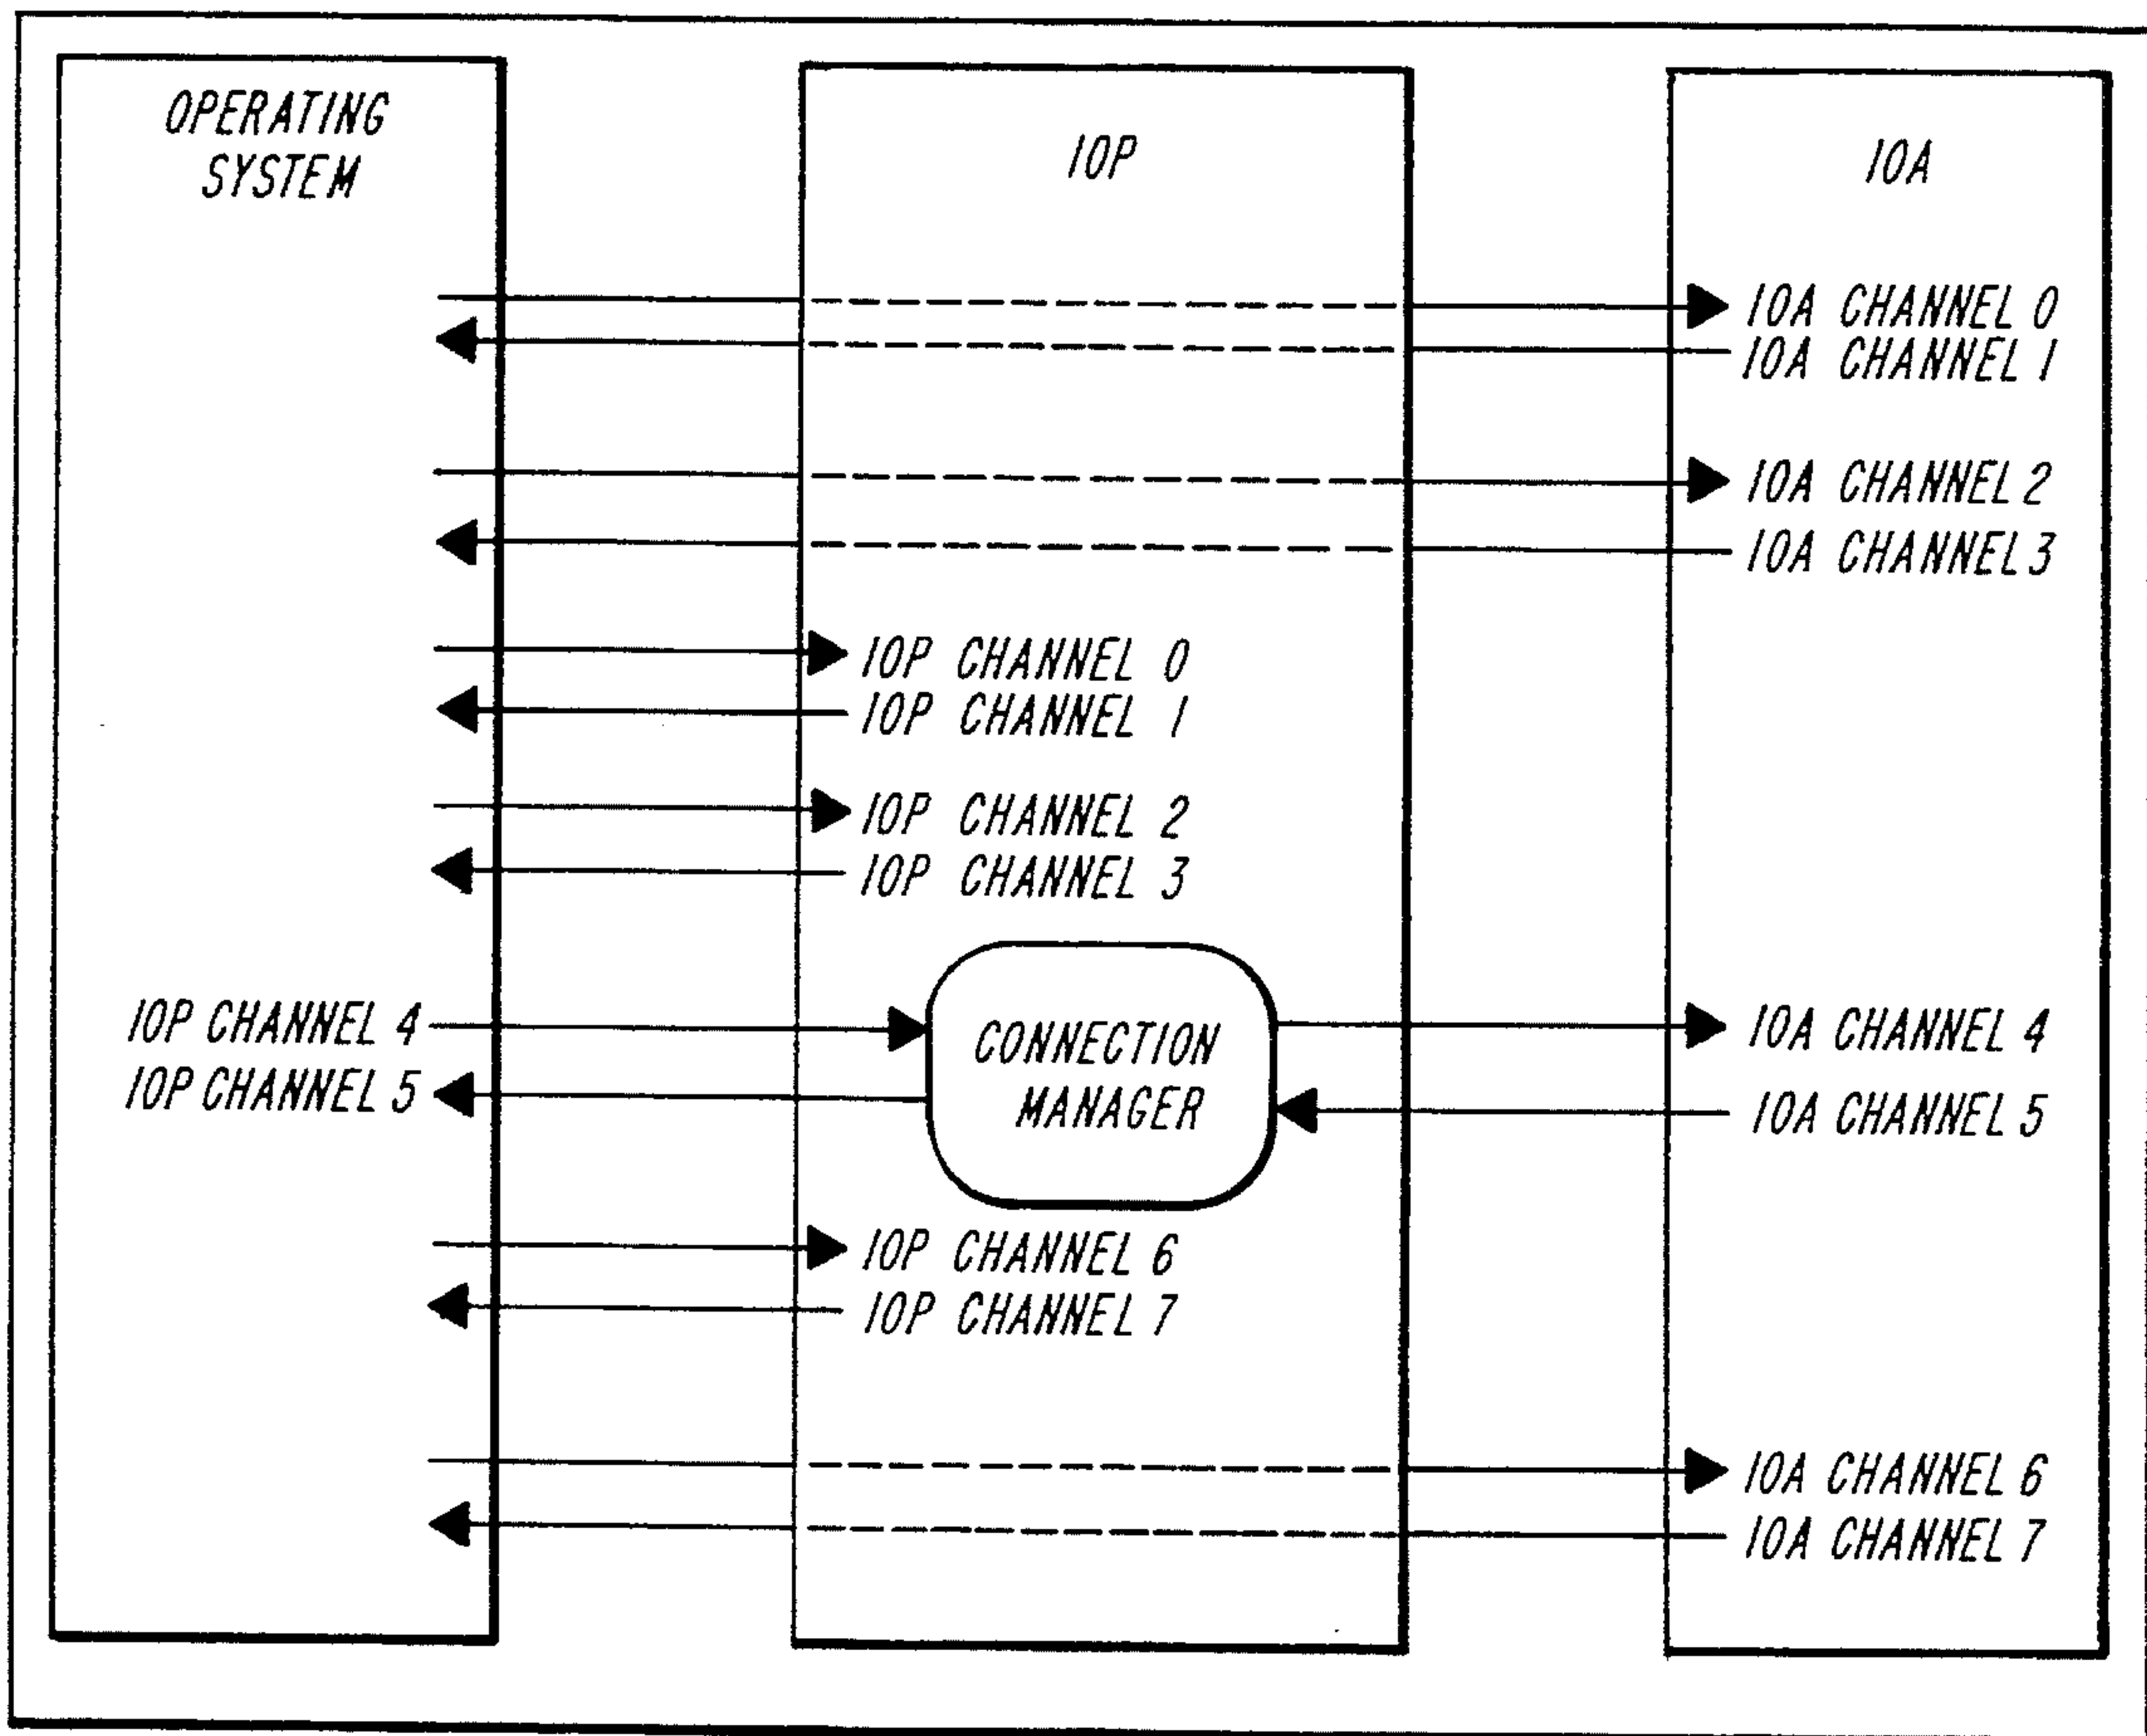 OPERATING
SYSTEM
IOP
IOA
IOA CHANNEL 0
IOA CHANNEL 1
IOA CHANNEL 2
IOA CHANNEL 3
IOP CHANNEL 0
IOP CHANNEL 1
IOP CHANNEL 2
IOP CHANNEL 3
IOP CHANNEL 4
IOP CHANNEL 5
CONNECTION
MANAGER
IOA CHANNEL 4
IOA CHANNEL 5
IOP CHANNEL 6
IOP CHANNEL 7
IOA CHANNEL 6
IOA CHANNEL 7